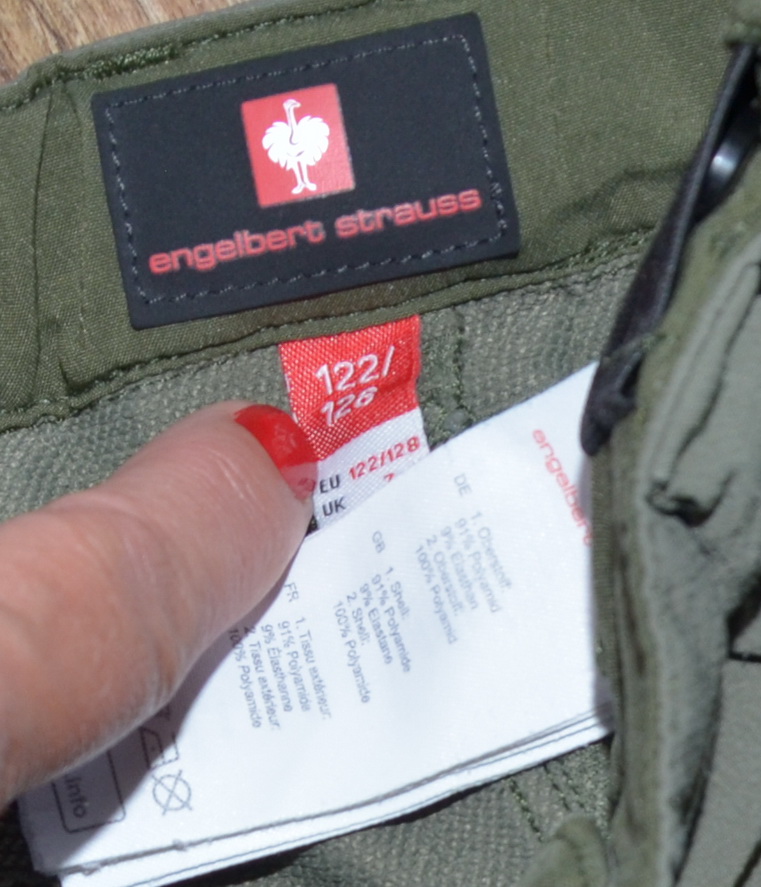 engelbert strauss
122/
128
EU 122/128
UK
engelbert
DE
1. Oberstoff:
91% Polyamid
9% Elasthan
2. Oberstoff:
100% Polyamid
GB
1. Shell:
91% Polyamide
9% Elastane
2. Shell:
100% Polyamide
FR
1. Tissu extérieur:
91% Polyamide
9% Élasthanne
2. Tissu extérieur:
100% Polyamide
.info